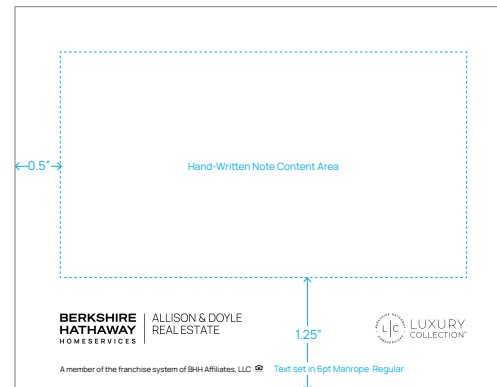 0.5”
Hand-Written Note Content Area
BERKSHIRE
HATHAWAY
HOMESERVICES
ALLISON & DOYLE
REAL ESTATE
1.25”
L C
LUXURY
COLLECTION℠
A member of the franchise system of BHH Affiliates, LLC
Text set in 6pt Manrope Regular